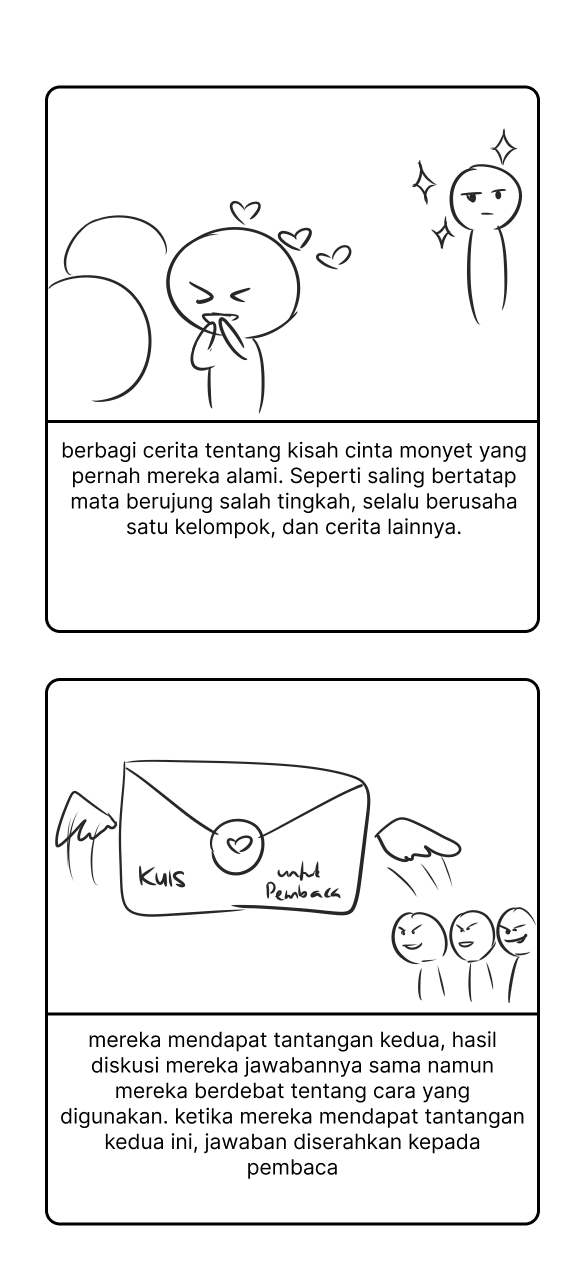 berbagi cerita tentang kisah cinta monyet yang
pernah mereka alami. Seperti saling bertatap
mata berujung salah tingkah, selalu berusaha
satu kelompok, dan cerita lainnya.
Kuis
untuk
Pembaca
mereka mendapat tantangan kedua, hasil
diskusi mereka jawabannya sama namun
mereka berdebat tentang cara yang
digunakan. ketika mereka mendapat tantangan
kedua ini, jawaban diserahkan kepada
pembaca